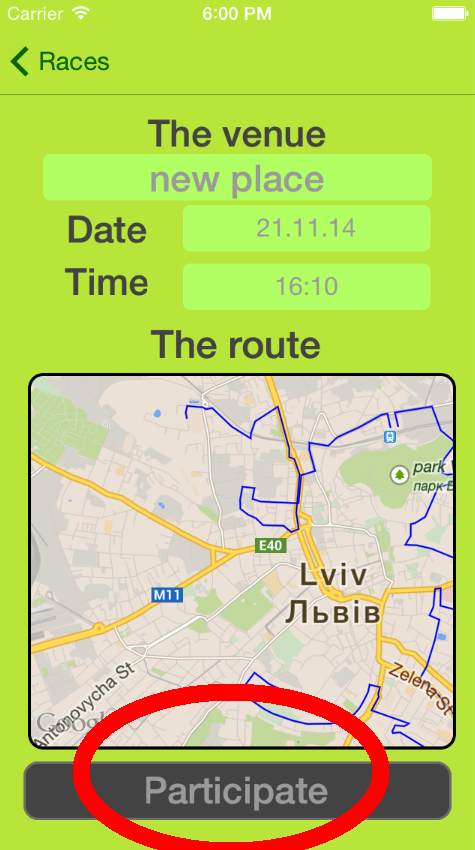 Carrier 6:00 PM
Races
The venue
new place
Date 21.11.14
Time 16:10
The route
park
парк
E40
Lviv
Львів
M11
Zelena St
Antonovycha St
Google
Participate